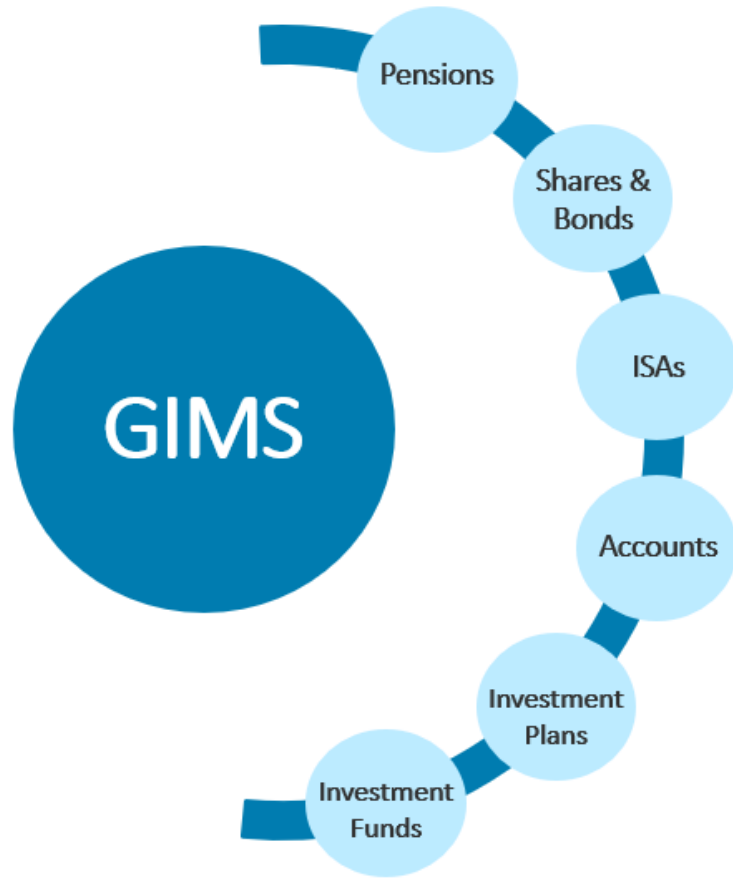 Pensions
Shares &
Bonds
ISAs
GIMS
Accounts
Investment
Plans
Investment
Funds